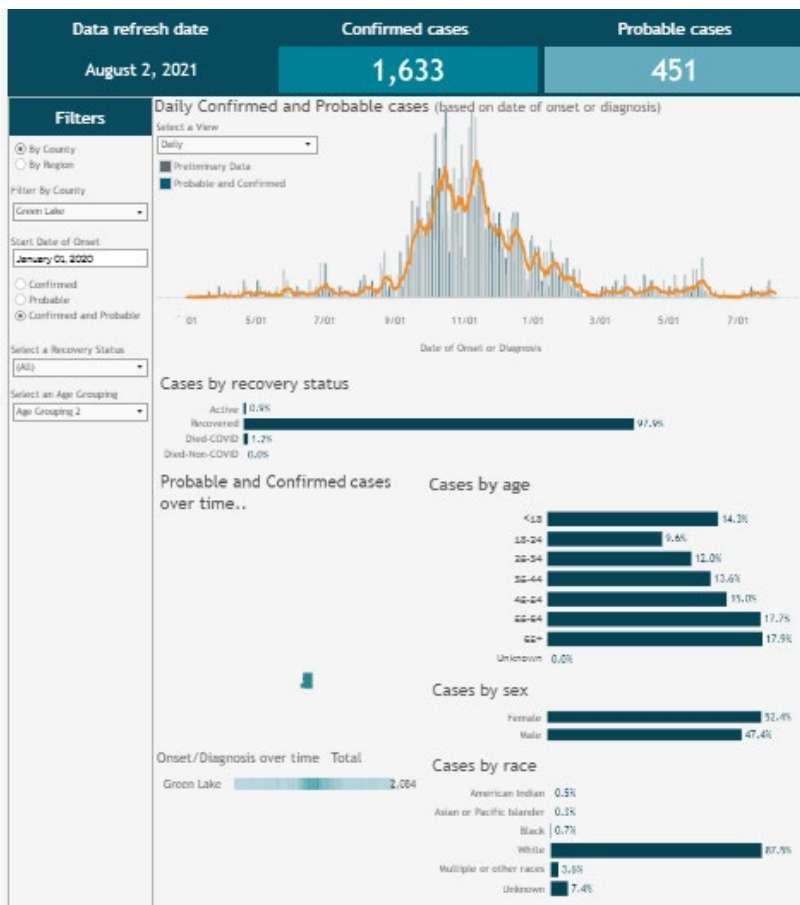 Data refresh date
Confirmed cases
Probable cases
August 2, 2021
1,633
451
Filters
By County
By Region
Filter By County
Green Lake
Start Date of Onset
January 01, 2020
Confirmed
Probable
Confirmed and Probable
Select a Recovery Status
(All)
Select an Age Grouping
Age Grouping 2
Daily Confirmed and Probable cases (based on date of onset or diagnosis)
Select a View
Daily
Preliminary Data
Probable and Confirmed
01 5/01 7/01 9/01 11/01 1/01 3/01 5/01 7/01
Date of Onset or Diagnosis
Cases by recovery status
Active 0.9%
Recovered 97.9%
Died-COVID 1.2%
Died-Non-COVID 0.0%
Probable and Confirmed cases
over time..
Onset/Diagnosis over time Total
Green Lake 2,084
Cases by age
<18 14.3%
18-24 9.6%
12.0%
13.6%
15.0%
17.7%
65+ 17.9%
Unknown 0.0%
Cases by sex
Female 52.4%
Male 47.4%
Cases by race
American Indian 0.5%
Asian or Pacific Islander 0.3%
Black 0.7%
White 87.5%
Multiple or other races 3.6%
Unknown 7.4%